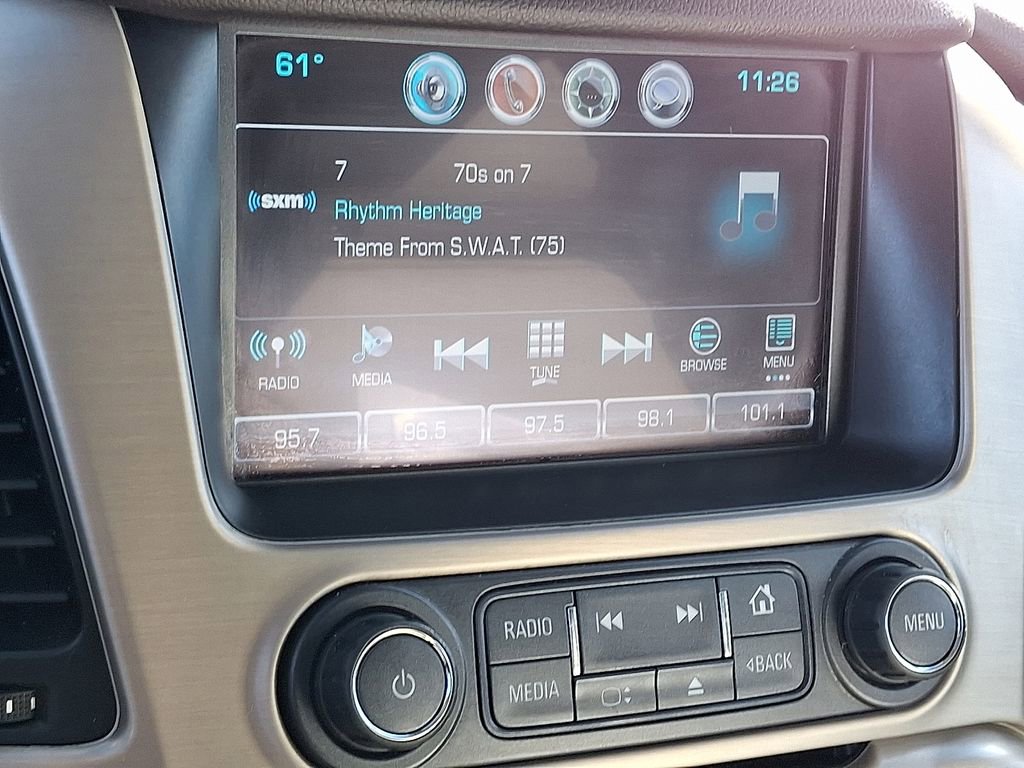 61° 11:26
7 70s on 7
((sxm))
Rhythm Heritage
Theme From S.W.A.T. (75)
RADIO MEDIA TUNE BROWSE MENU
95.7 96.5 97.5 98.1 101.1
RADIO
MEDIA
BACK
MENU